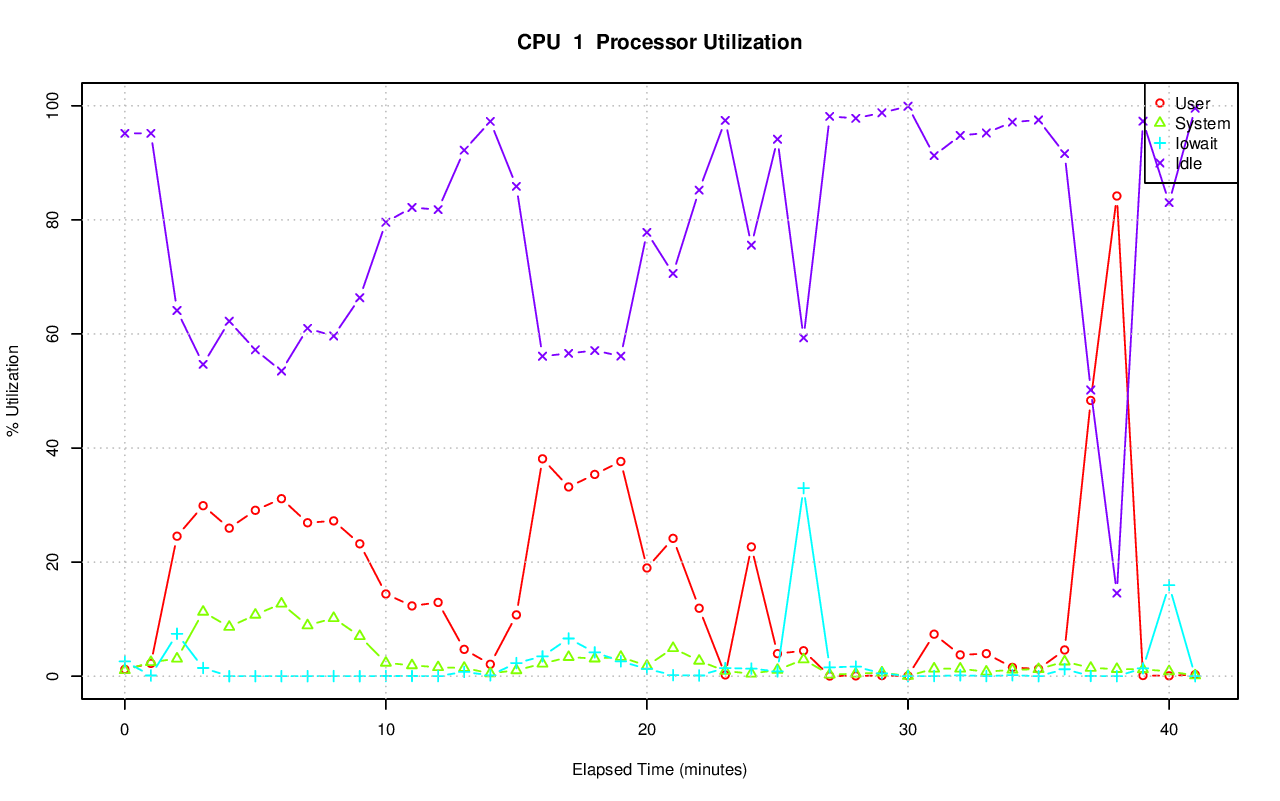 CPU 1 Processor Utilization
User
System
Iowait
Idle
100
80
60
40
20
0
% Utilization
0 10 20 30 40
Elapsed Time (minutes)